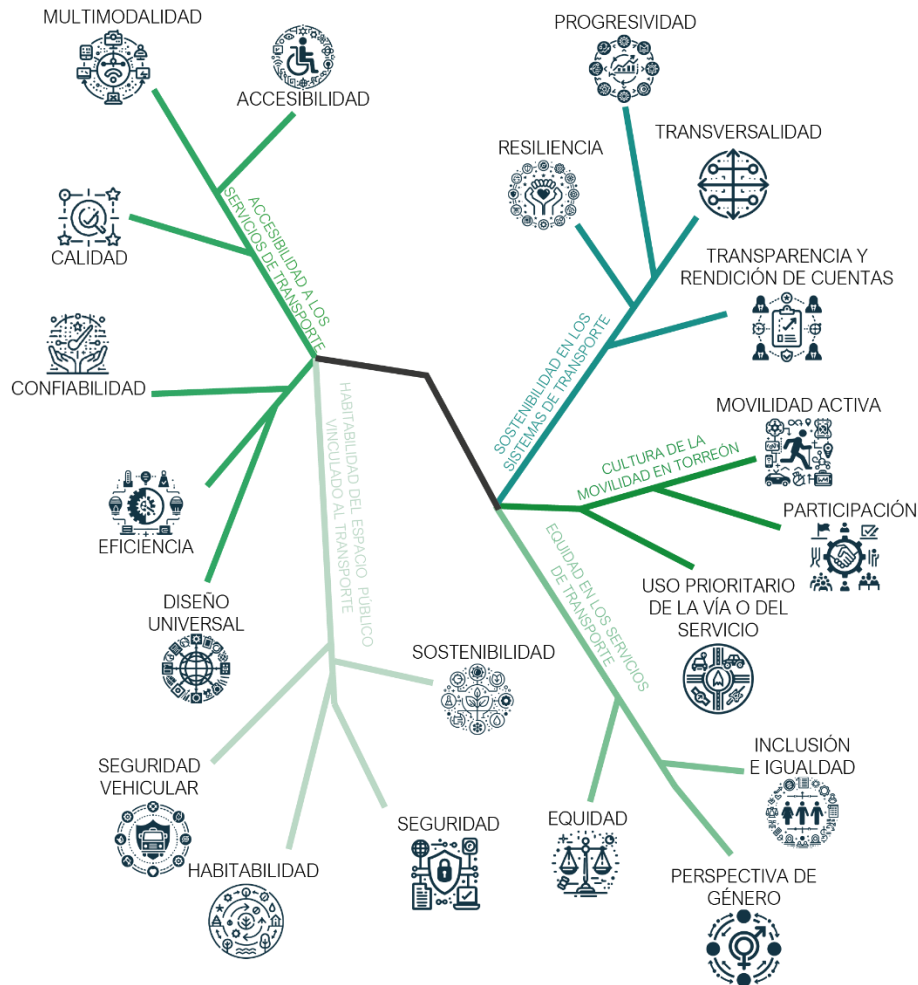 MULTIMODALIDAD
ACCESIBILIDAD
CALIDAD
CONFIABILIDAD
EFICIENCIA
DISEÑO
UNIVERSAL
ACCESIBILIDAD A LOS
SERVICIOS DE TRANSPORTE
HABITABILIDAD DEL ESPACIO PÚBLICO
VINCULADO AL TRANSPORTE
SEGURIDAD
VEHICULAR
HABITABILIDAD
SEGURIDAD
SOSTENIBILIDAD
PROGRESIVIDAD
RESILIENCIA
TRANSVERSALIDAD
TRANSPARENCIA Y
RENDICIÓN DE CUENTAS
SOSTENIBILIDAD EN LOS
SISTEMAS DE TRANSPORTE
CULTURA DE LA
MOVILIDAD EN TORREÓN
MOVILIDAD ACTIVA
PARTICIPACIÓN
USO PRIORITARIO
DE LA VÍA O DEL
SERVICIO
EQUIDAD EN LOS SERVICIOS
DE TRANSPORTE
EQUIDAD
INCLUSIÓN
E IGUALDAD
PERSPECTIVA DE
GÉNERO